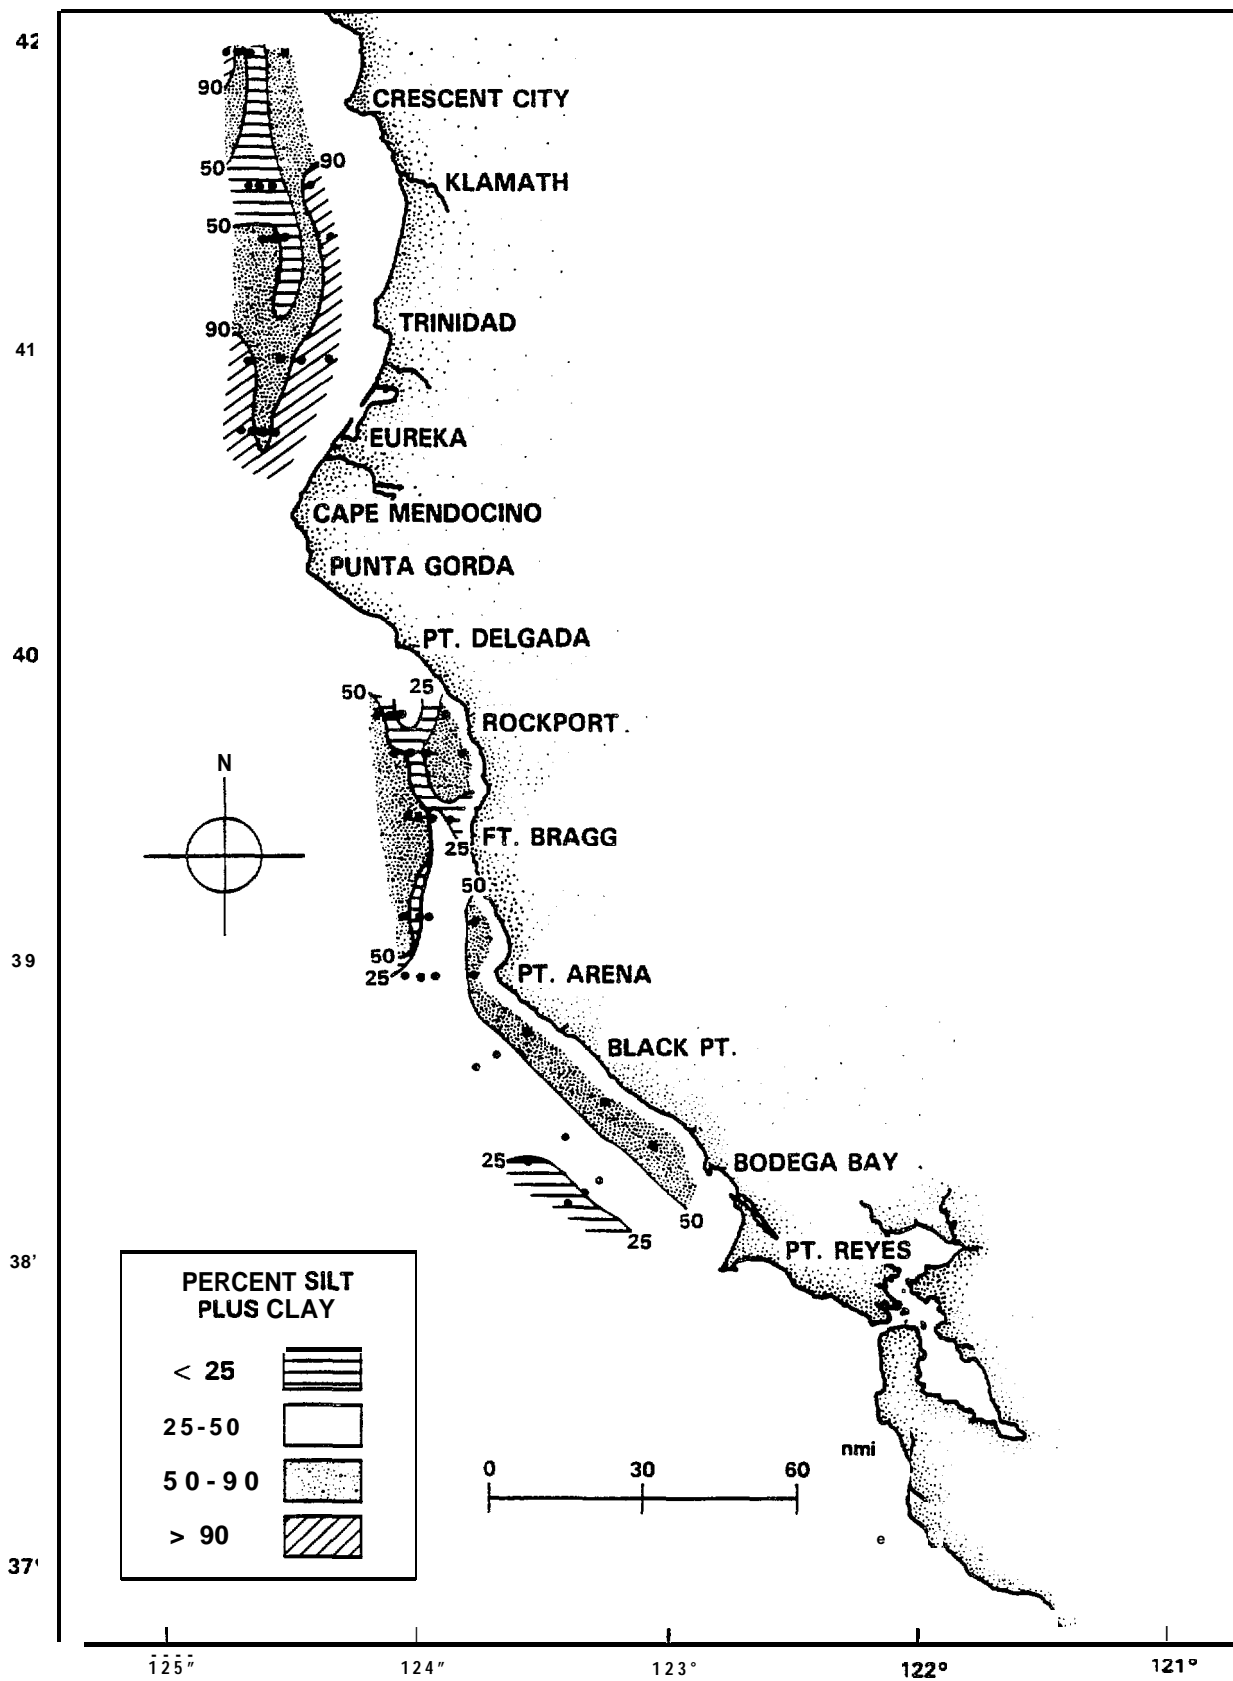 42
90
CRESCENT CITY
50
90
KLAMATH
50
TRINIDAD
90
41
EUREKA
CAPE MENDOCINO
PUNTA GORDA
PT. DELGADA
40
50
25
ROCKPORT.
N
FT. BRAGG
25
50
50
39
25
PT. ARENA
BLACK PT.
25
BODEGA BAY
50
25
PT. REYES
38'
PERCENT SILT
PLUS CLAY
< 25
25-50
50-90
> 90
nmi
0 30 60
e
37'
125" 124" 123° 122° 121°